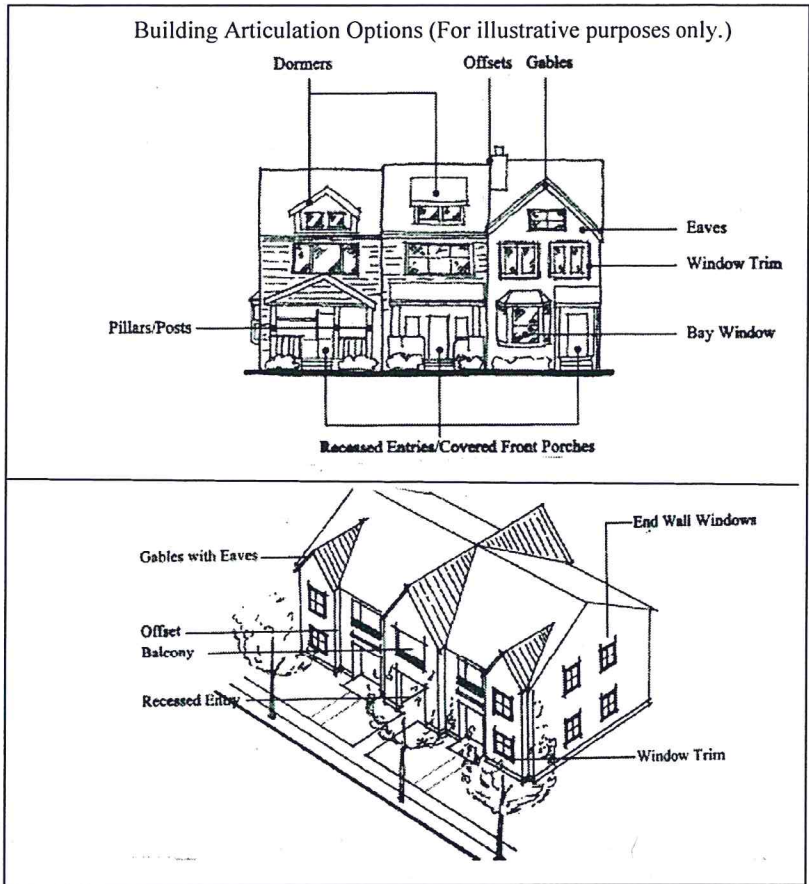 Building Articulation Options (For illustrative purposes only.)
Dormers
Offsets Gables
Eaves
Window Trim
Pillars/Posts
Bay Window
Recessed Entries/Covered Front Porches
End Wall Windows
Gables with Eaves
Offset
Balcony
Recessed Entry
Window Trim